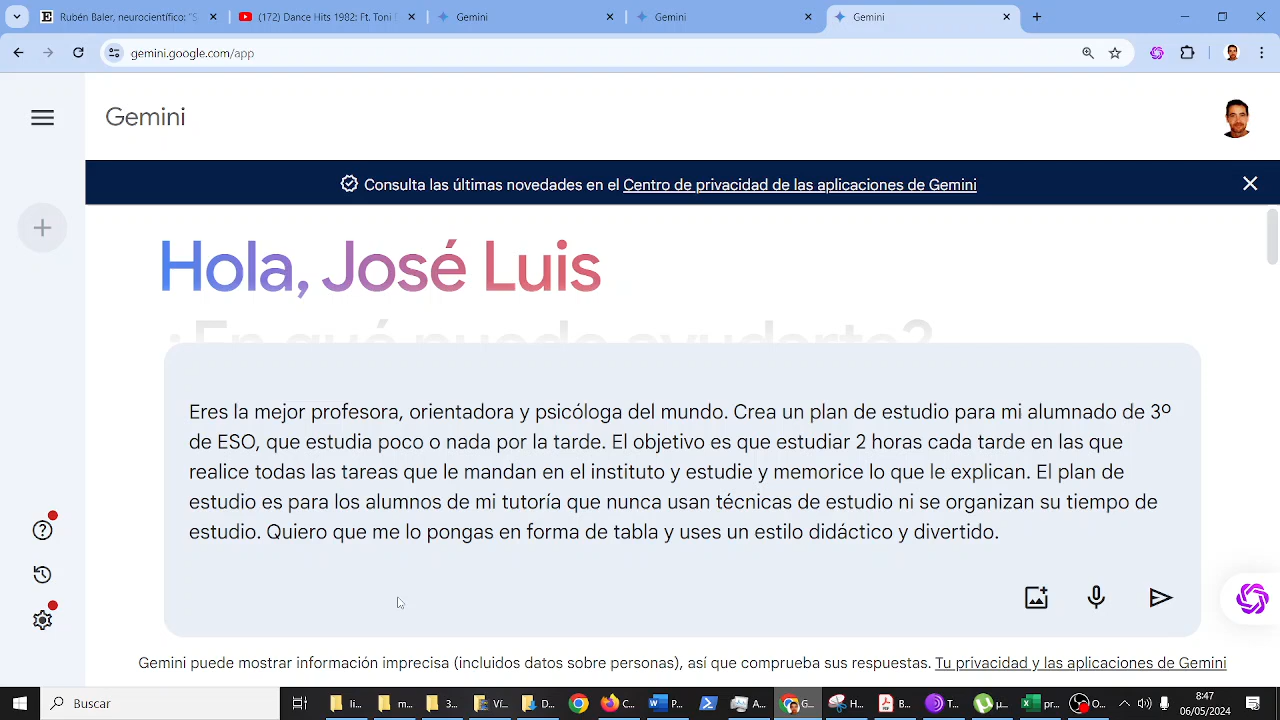 Rubén Baler, neurocientífico: "S
(172) Dance Hits 1982: Ft. Toni B
Gemini
Gemini
Gemini
gemini.google.com/app
Gemini
Consulta las últimas novedades en el Centro de privacidad de las aplicaciones de Gemini
Hola, José Luis
¿En qué puedo ayudarte?
Eres la mejor profesora, orientadora y psicóloga del mundo. Crea un plan de estudio para mi alumnado de 3º
de ESO, que estudia poco o nada por la tarde. El objetivo es que estudiar 2 horas cada tarde en las que
realice todas las tareas que le mandan en el instituto y estudie y memorice lo que le explican. El plan de
estudio es para los alumnos de mi tutoría que nunca usan técnicas de estudio ni se organizan su tiempo de
estudio. Quiero que me lo pongas en forma de tabla y uses un estilo didáctico y divertido.
Gemini puede mostrar información imprecisa (incluidos datos sobre personas), así que comprueba sus respuestas. Tu privacidad y las aplicaciones de Gemini
Buscar
li...
m...
3...
Vi...
D...
C...
C...
P...
A...
G...
H...
T...
µ...
pr...
O...
8:47
06/05/2024